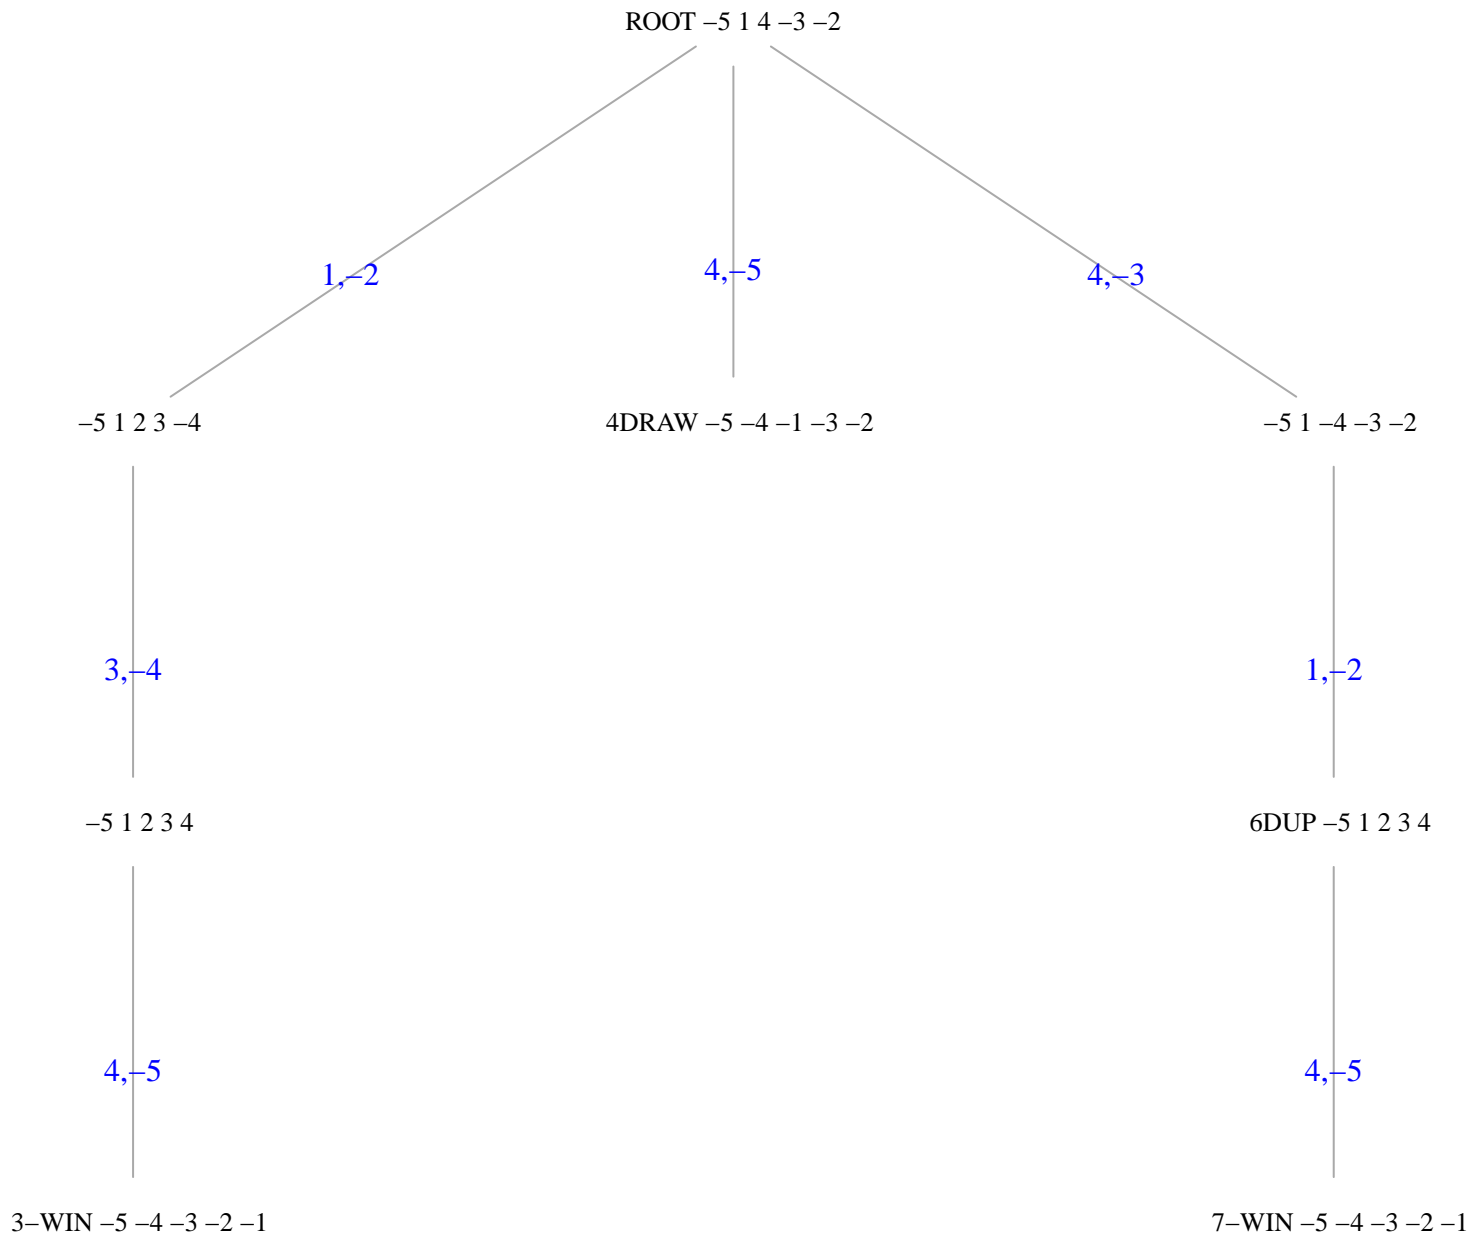 ROOT –5 1 4 –3 –2
1,–2
4,–5
4,–3
–5 1 2 3 –4
4DRAW –5 –4 –1 –3 –2
–5 1 –4 –3 –2
3,–4
1,–2
–5 1 2 3 4
6DUP –5 1 2 3 4
4,–5
4,–5
3–WIN –5 –4 –3 –2 –1
7–WIN –5 –4 –3 –2 –1